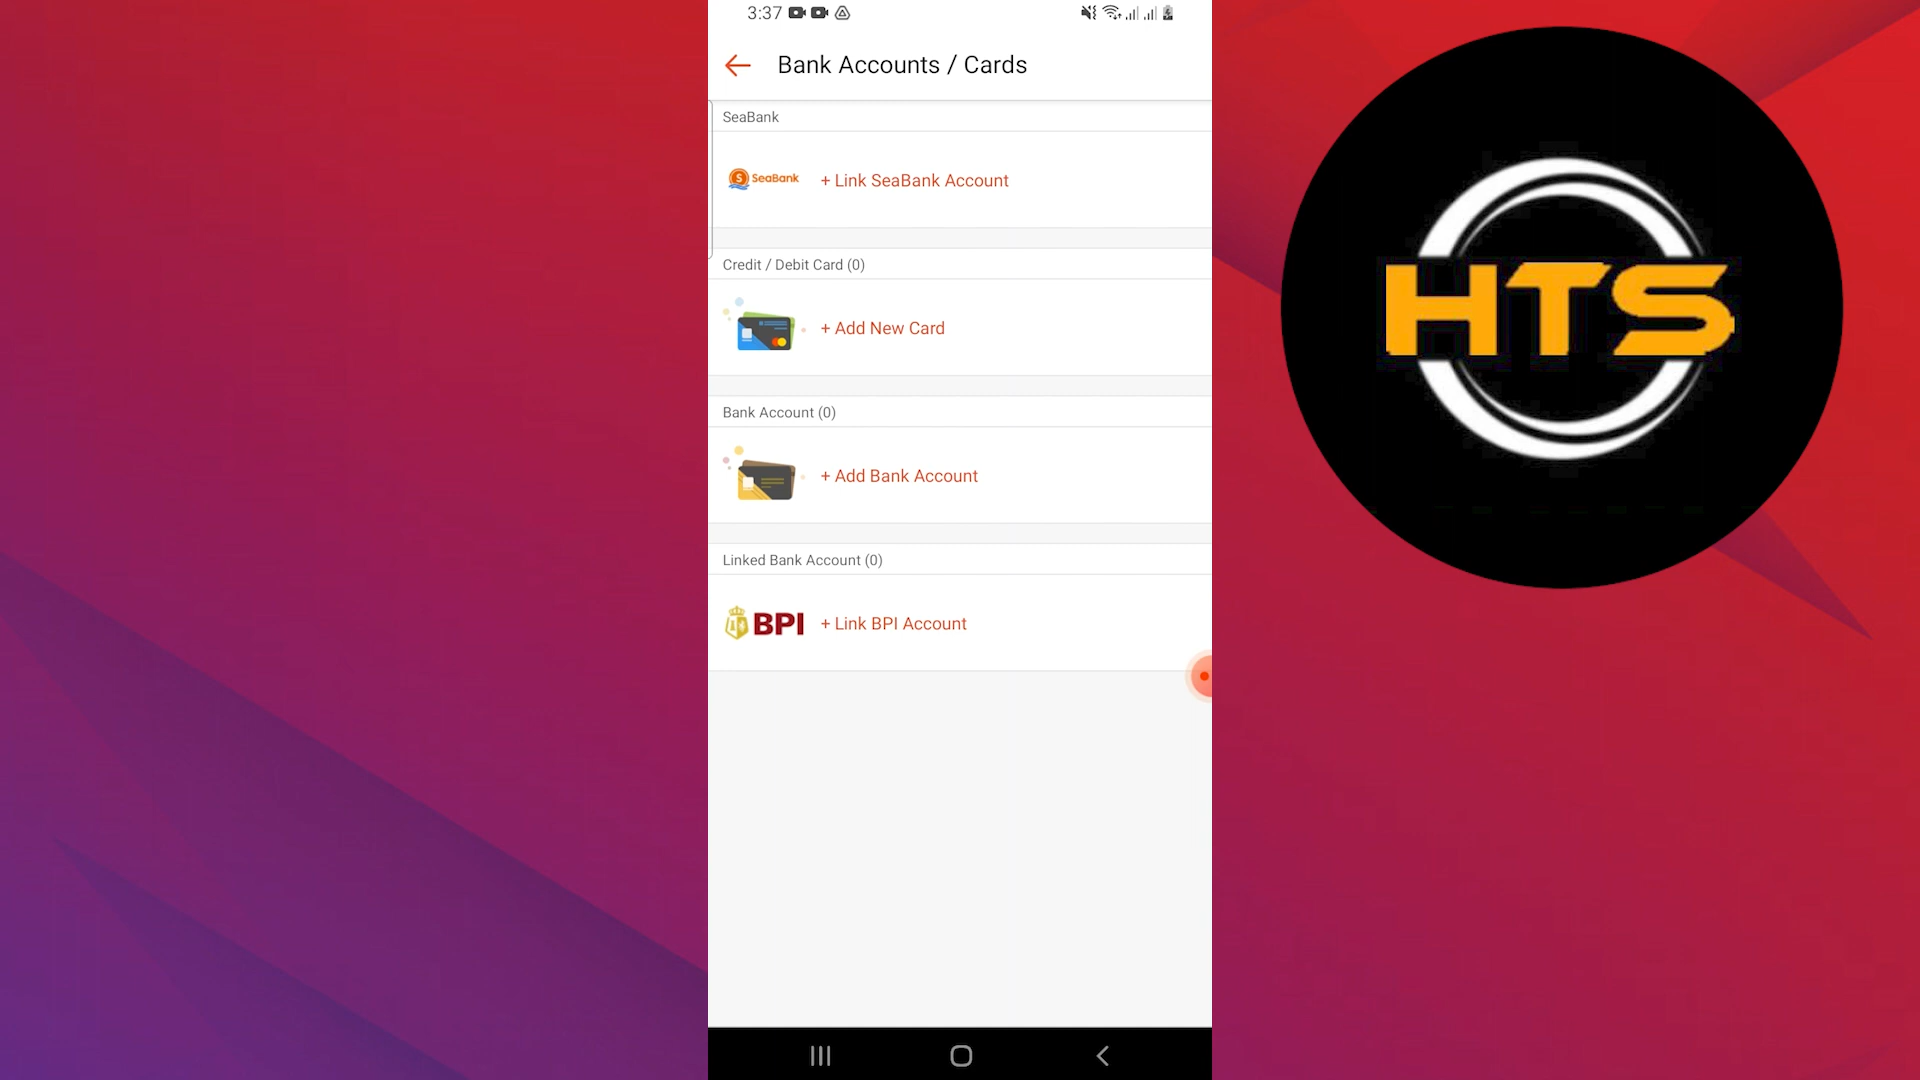 3:37
Bank Accounts / Cards
SeaBank
SeaBank + Link SeaBank Account
Credit / Debit Card (0)
+ Add New Card
Bank Account (0)
+ Add Bank Account
Linked Bank Account (0)
BPI + Link BPI Account
HTS